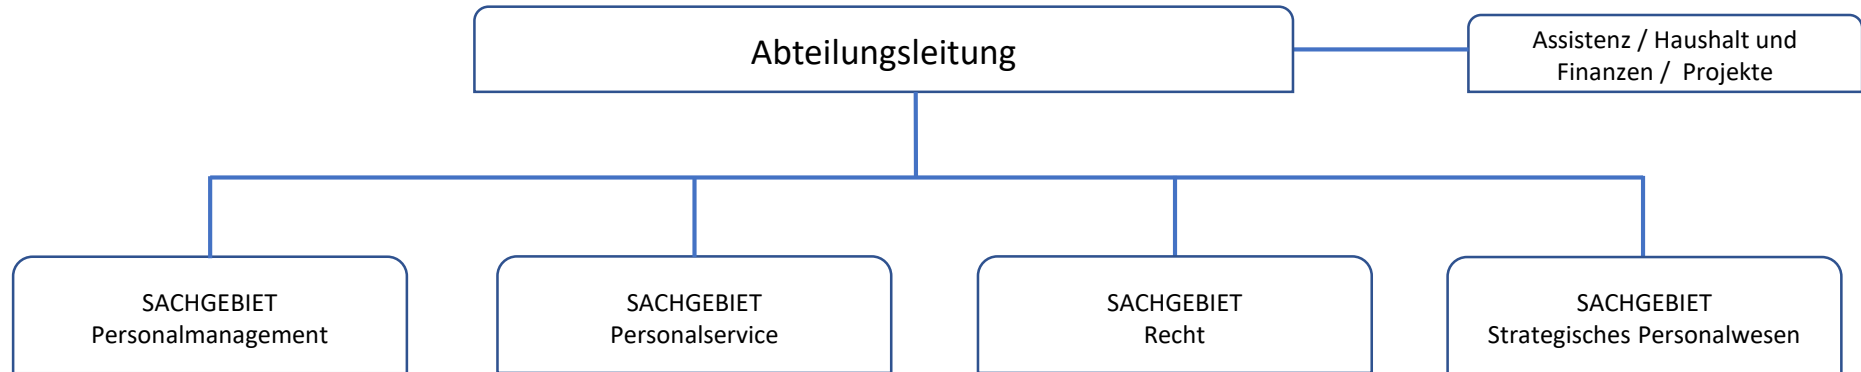 Abteilungsleitung
Assistenz / Haushalt und
Finanzen / Projekte
SACHGEBIET
Personalmanagement
SACHGEBIET
Personalservice
SACHGEBIET
Recht
SACHGEBIET
Strategisches Personalwesen